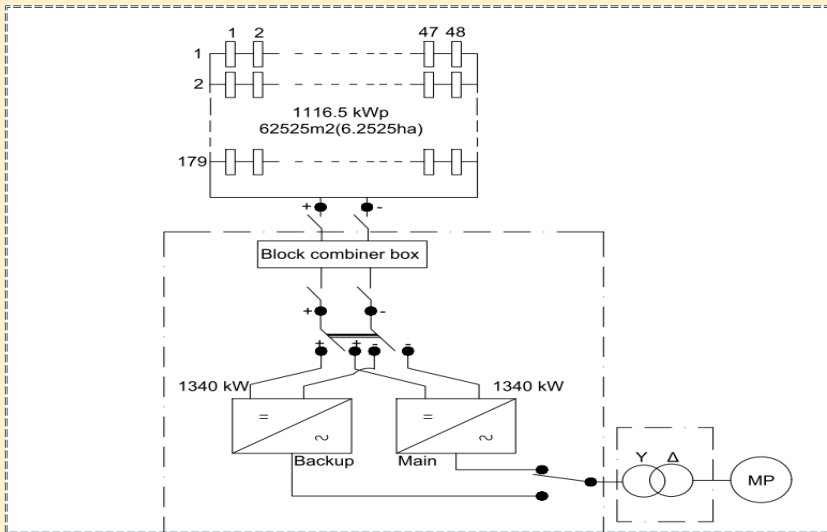 1 2 47 48
1
2
1116.5 kWp
62525m2(6.2525ha)
179
+ -
Block combiner box
+ -
+ + - -
1340 kW 1340 kW
= =
~ ~
Backup Main
Y Δ
MP